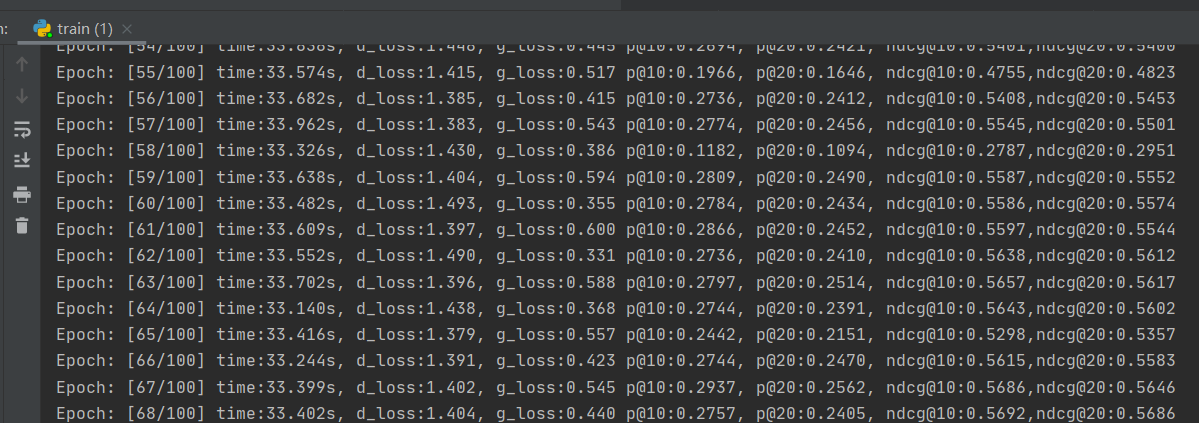 n:
train (1)
Epoch: [54/100] time:33.838s, d_loss:1.448, g_loss:0.445 p@10:0.2694, p@20:0.2421, ndcg@10:0.5401,ndcg@20:0.5400
Epoch: [55/100] time:33.574s, d_loss:1.415, g_loss:0.517 p@10:0.1966, p@20:0.1646, ndcg@10:0.4755,ndcg@20:0.4823
Epoch: [56/100] time:33.682s, d_loss:1.385, g_loss:0.415 p@10:0.2736, p@20:0.2412, ndcg@10:0.5408,ndcg@20:0.5453
Epoch: [57/100] time:33.962s, d_loss:1.383, g_loss:0.543 p@10:0.2774, p@20:0.2456, ndcg@10:0.5545,ndcg@20:0.5501
Epoch: [58/100] time:33.326s, d_loss:1.430, g_loss:0.386 p@10:0.1182, p@20:0.1094, ndcg@10:0.2787,ndcg@20:0.2951
Epoch: [59/100] time:33.638s, d_loss:1.404, g_loss:0.594 p@10:0.2809, p@20:0.2490, ndcg@10:0.5587,ndcg@20:0.5552
Epoch: [60/100] time:33.482s, d_loss:1.493, g_loss:0.355 p@10:0.2784, p@20:0.2434, ndcg@10:0.5586,ndcg@20:0.5574
Epoch: [61/100] time:33.609s, d_loss:1.397, g_loss:0.600 p@10:0.2866, p@20:0.2452, ndcg@10:0.5597,ndcg@20:0.5544
Epoch: [62/100] time:33.552s, d_loss:1.490, g_loss:0.331 p@10:0.2736, p@20:0.2410, ndcg@10:0.5638,ndcg@20:0.5612
Epoch: [63/100] time:33.702s, d_loss:1.396, g_loss:0.588 p@10:0.2797, p@20:0.2514, ndcg@10:0.5657,ndcg@20:0.5617
Epoch: [64/100] time:33.140s, d_loss:1.438, g_loss:0.368 p@10:0.2744, p@20:0.2391, ndcg@10:0.5643,ndcg@20:0.5602
Epoch: [65/100] time:33.416s, d_loss:1.379, g_loss:0.557 p@10:0.2442, p@20:0.2151, ndcg@10:0.5298,ndcg@20:0.5357
Epoch: [66/100] time:33.244s, d_loss:1.391, g_loss:0.423 p@10:0.2744, p@20:0.2470, ndcg@10:0.5615,ndcg@20:0.5583
Epoch: [67/100] time:33.399s, d_loss:1.402, g_loss:0.545 p@10:0.2937, p@20:0.2562, ndcg@10:0.5686,ndcg@20:0.5646
Epoch: [68/100] time:33.402s, d_loss:1.404, g_loss:0.440 p@10:0.2757, p@20:0.2405, ndcg@10:0.5692,ndcg@20:0.5686